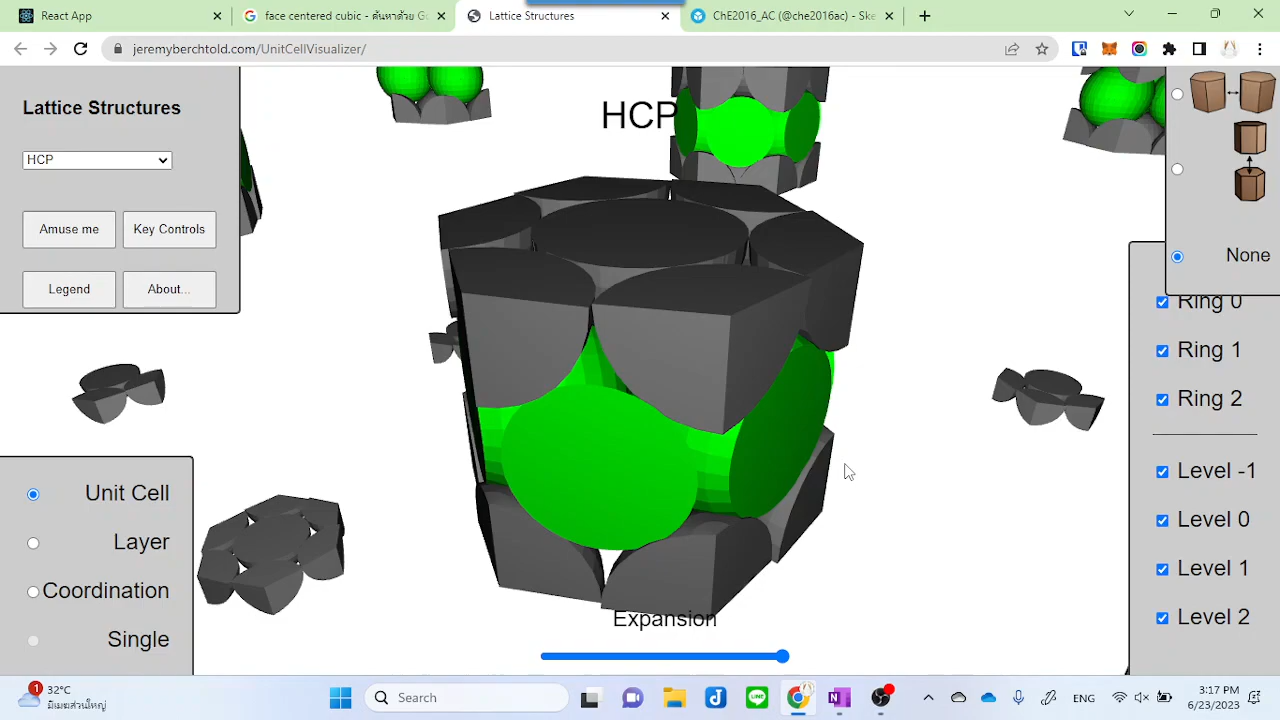 React App
face centered cubic - ค้นหาด้วย Go
Lattice Structures
ChE2016_AC (@che2016ac) - Ske
jeremyberchtold.com/UnitCellVisualizer/
Lattice Structures
HCP
HCP
Amuse me
Key Controls
Legend
About...
None
Ring 0
Ring 1
Ring 2
Level -1
Level 0
Level 1
Level 2
Unit Cell
Layer
Coordination
Single
Expansion
1
32°C
Search
LINE
ENG
3:17 PM
6/23/2023